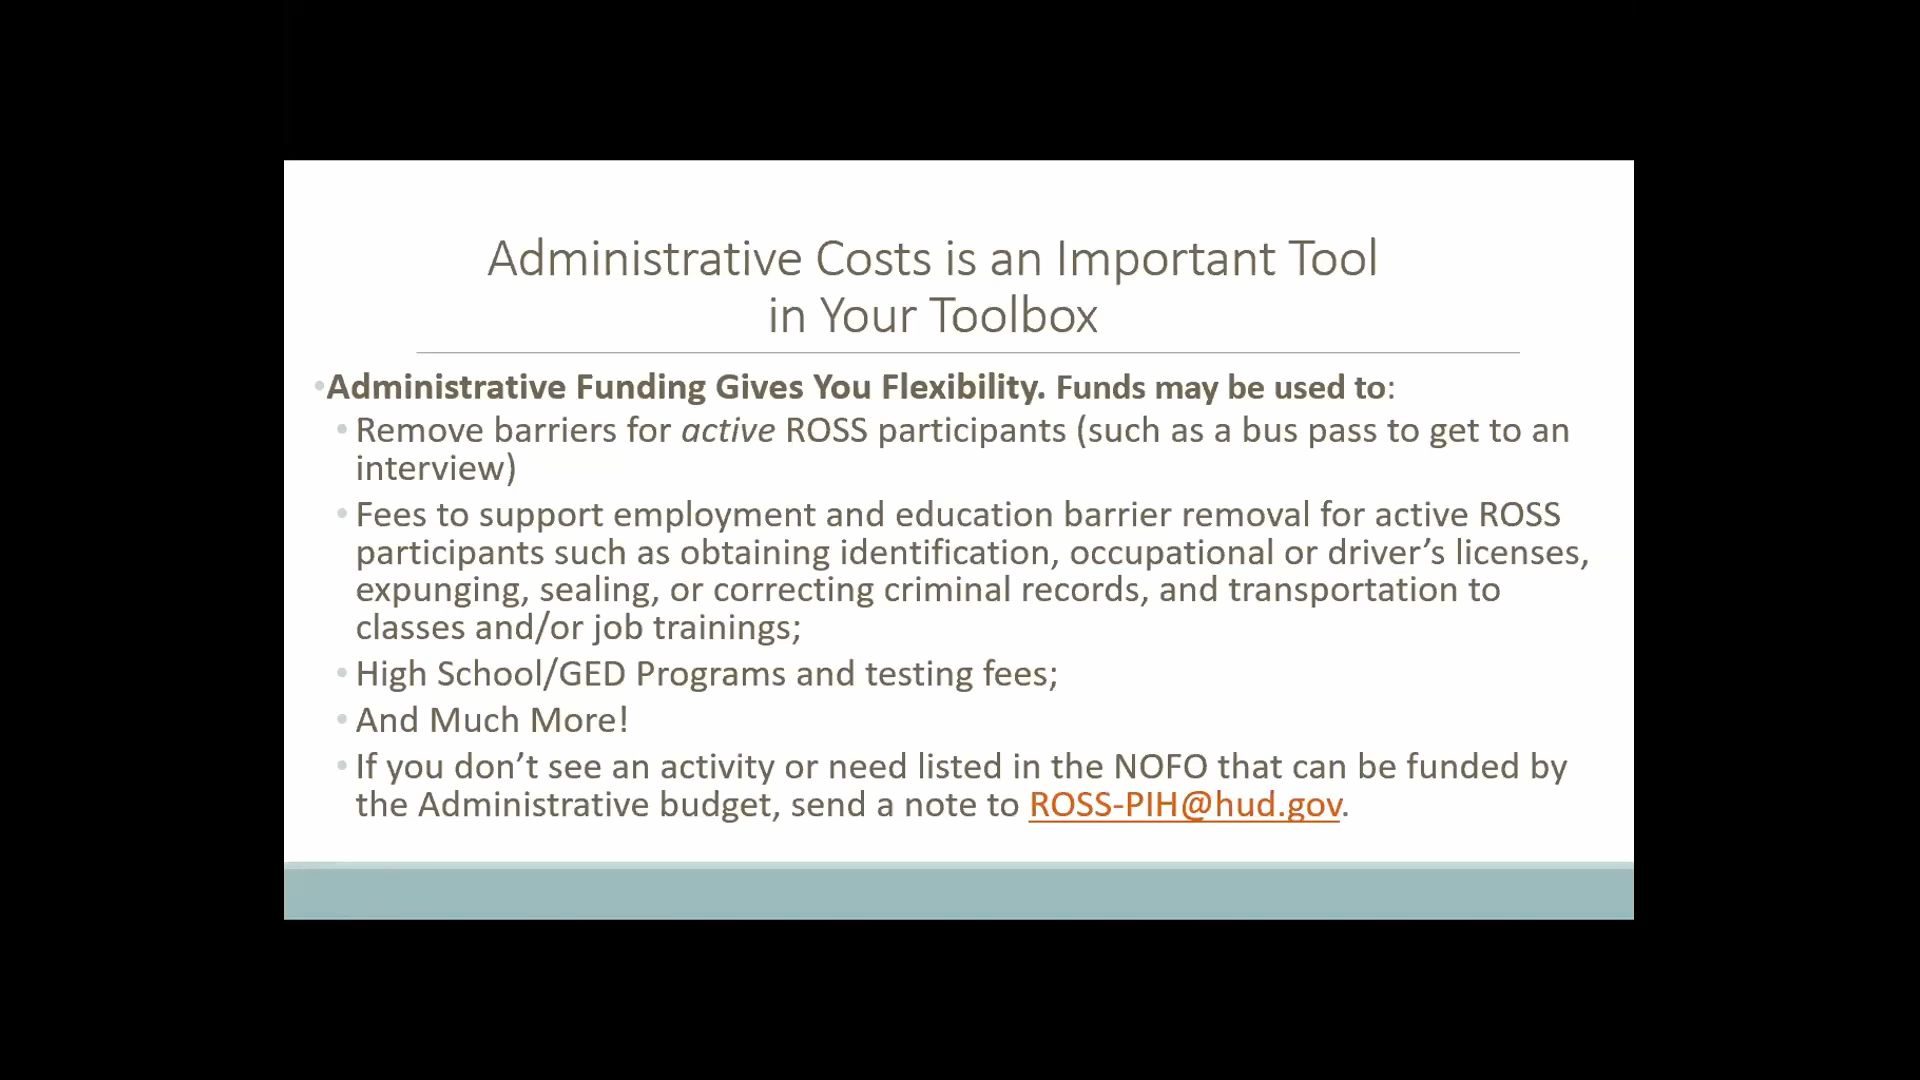 Administrative Costs is an Important Tool
in Your Toolbox
•Administrative Funding Gives You Flexibility. Funds may be used to:
• Remove barriers for active ROSS participants (such as a bus pass to get to an
interview)
• Fees to support employment and education barrier removal for active ROSS
participants such as obtaining identification, occupational or driver’s licenses,
expunging, sealing, or correcting criminal records, and transportation to
classes and/or job trainings;
• High School/GED Programs and testing fees;
• And Much More!
• If you don’t see an activity or need listed in the NOFO that can be funded by
the Administrative budget, send a note to ROSS-PIH@hud.gov.